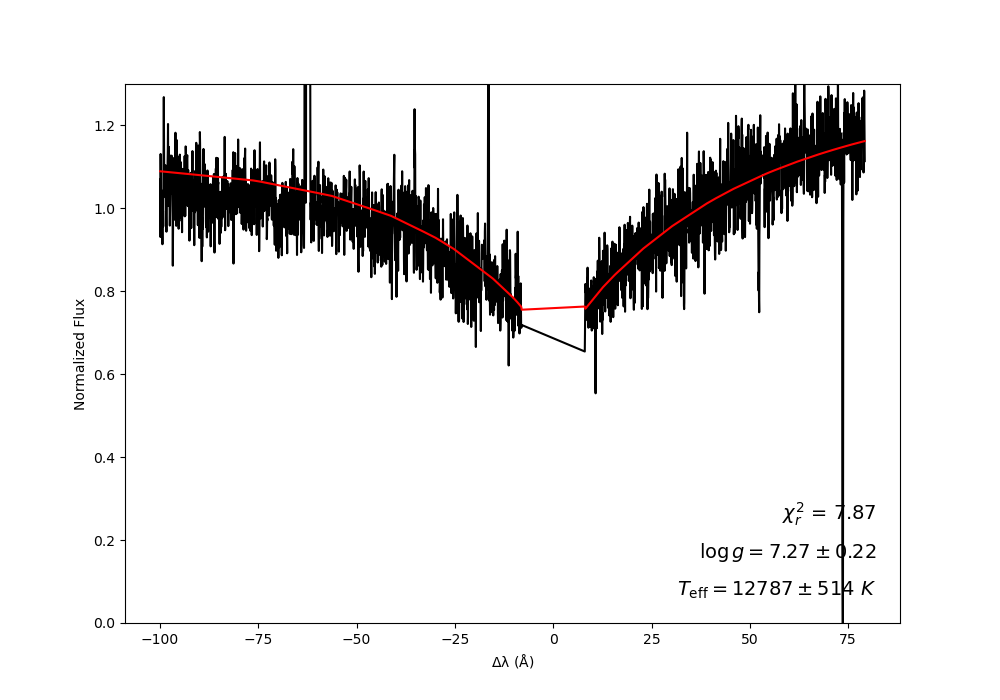 1.2
1.0
0.8
0.6
0.4
0.2
0.0
Normalized Flux
χ²ᵣ = 7.87
log g = 7.27 ± 0.22
T_eff = 12787 ± 514 K
−100 −75 −50 −25 0 25 50 75
Δλ (Å)